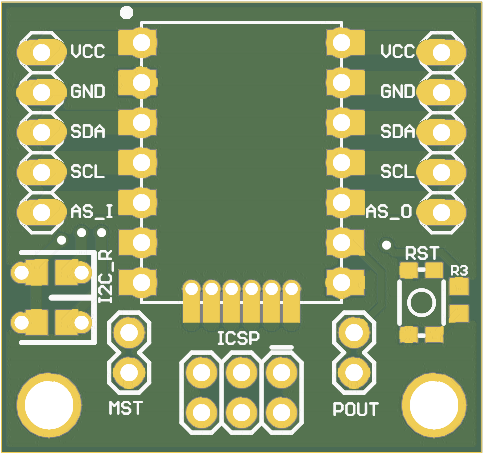 VCC VCC
GND GND
SDA SDA
SCL SCL
AS_I AS_O
I2C_R
RST
R3
ICSP
MST POUT